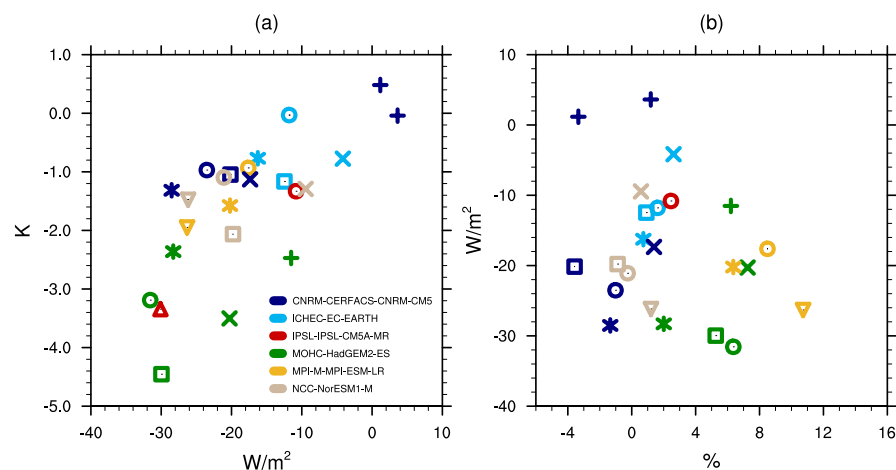 (a)
1.0
0.0
-1.0
-2.0
-3.0
-4.0
-5.0
K
-40
-30
-20
-10
0
10
W/m²
CNRM-CERFACS-CNRM-CM5
ICHEC-EC-EARTH
IPSL-IPSL-CM5A-MR
MOHC-HadGEM2-ES
MPI-M-MPI-ESM-LR
NCC-NorESM1-M
(b)
10
0
-10
-20
-30
-40
W/m²
-4
0
4
8
12
16
%